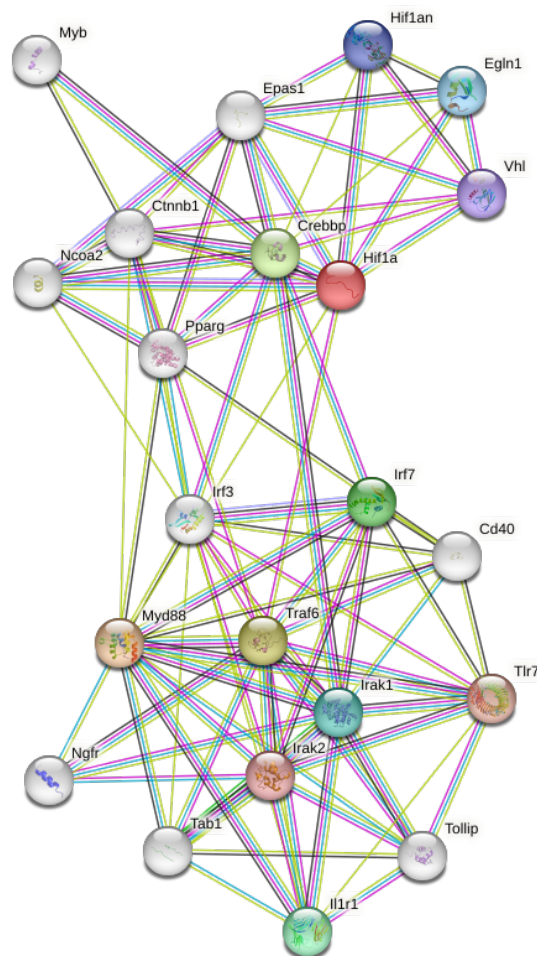 Myb
Hif1an
Egln1
Epas1
Vhl
Ctnnb1
Crebbp
Ncoa2
Hif1a
Pparg
Irf3
Irf7
Cd40
Myd88
Traf6
Tlr7
Irak1
Ngfr
Irak2
Tab1
Tollip
Il1r1